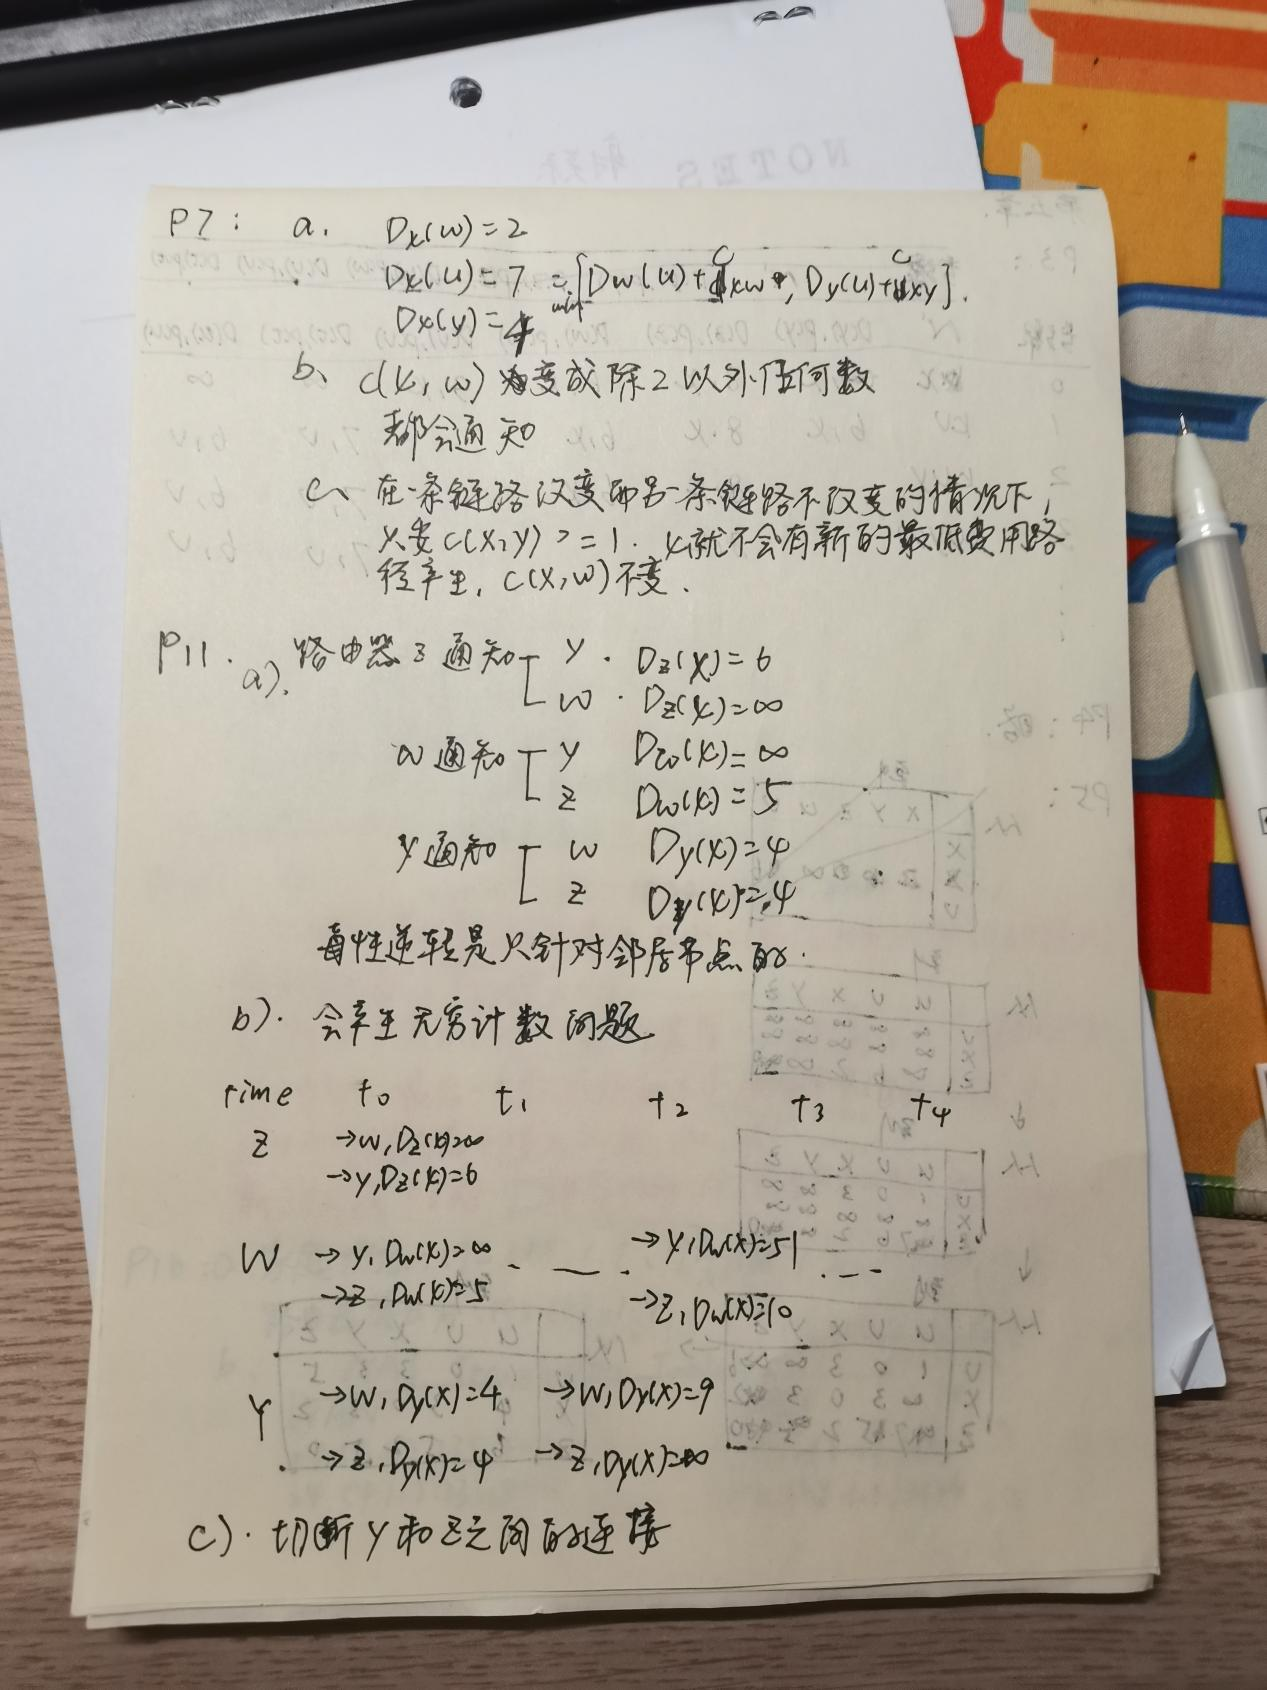 P7: a. Dx(w)=2
Dx(u)=7 = min[Dw(u)+Cxw, Dy(u)+Cxy].
Dx(y)=4
b、 c(x,w)变成除2以外任何数
都会通知
c、 在一条链路改变而另一条链路不改变的情况下,
只要c(x,y)>=1. x就不会有新的最低费用路
径产生, c(x,w)不变.
P11. a). 路由器z通知 Y. Dz(x)=6
W. Dz(x)=∞
W通知 Y Dw(x)=∞
Z Dw(x)=5
Y通知 W Dy(x)=4
Z Dy(x)=4
毒性逆转是只针对邻居节点的.
b). 会产生无穷计数问题
time t0 t1 t2 t3 t4
Z →W,Dz(x)=∞
→Y,Dz(x)=6
W →Y,Dw(x)=∞ →Y,Dw(x)=51
→Z,Dw(x)=5 →Z,Dw(x)=10
Y →W,Dy(x)=4 →W,Dy(x)=9
→Z,Dy(x)=4 →Z,Dy(x)=∞
c). 切断Y和Z之间的连接